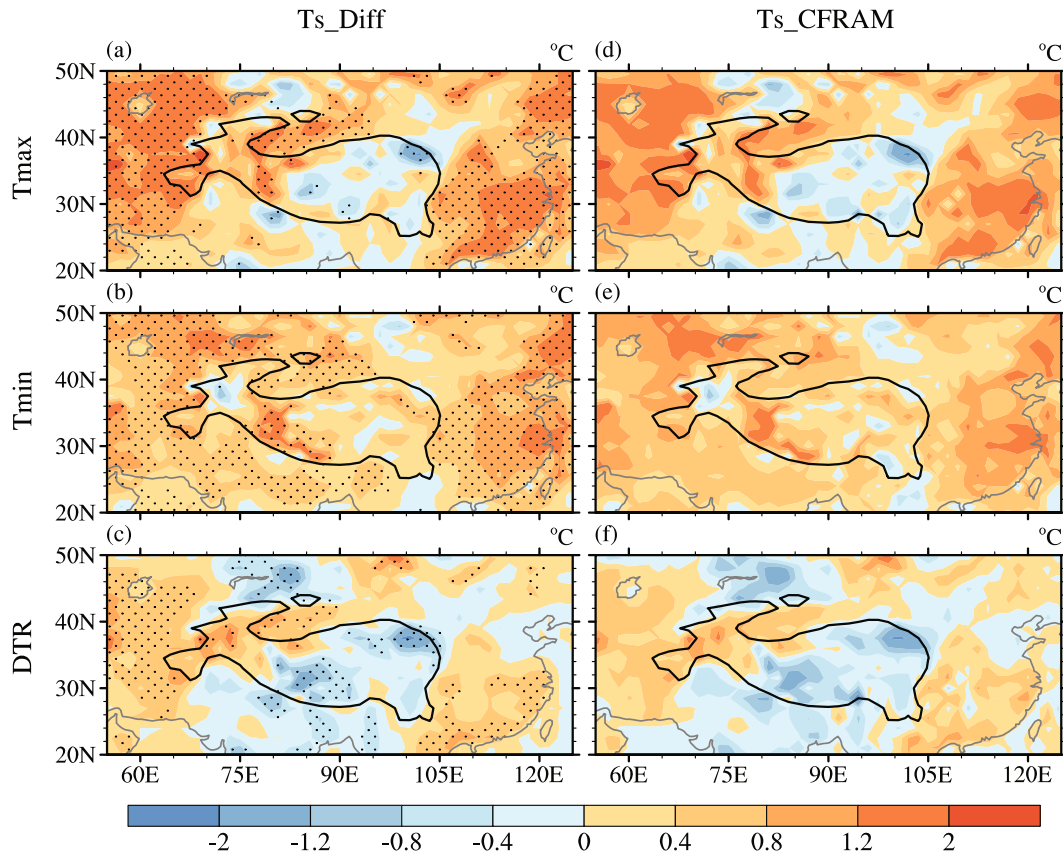 Ts_Diff Ts_CFRAM
(a) °C (d) °C
50N
40N
30N
20N
Tmax
(b) °C (e) °C
50N
40N
30N
20N
Tmin
(c) °C (f) °C
50N
40N
30N
20N
DTR
60E 75E 90E 105E 120E 60E 75E 90E 105E 120E
-2 -1.2 -0.8 -0.4 0 0.4 0.8 1.2 2